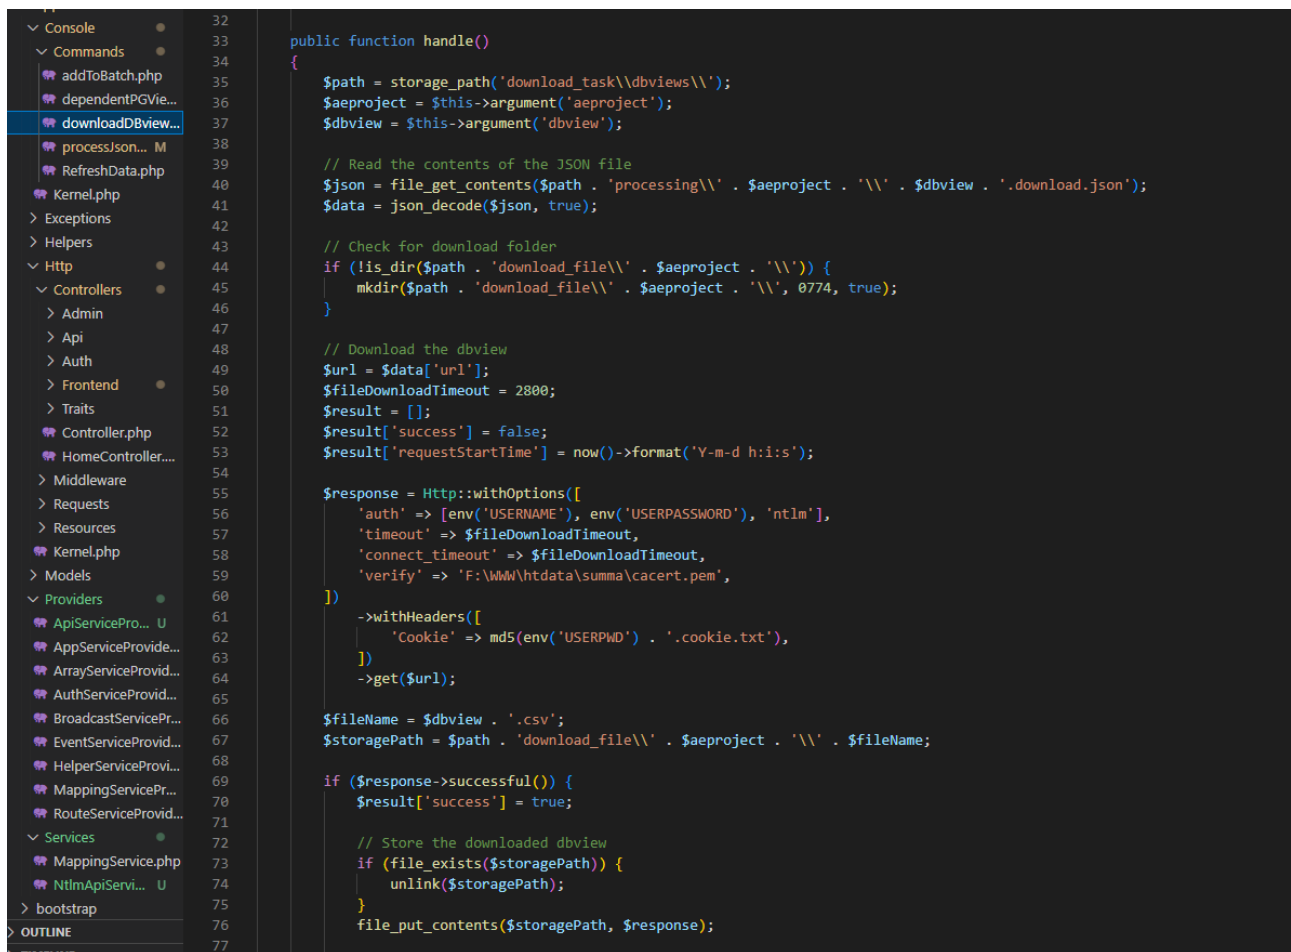 Console
Commands
addToBatch.php
dependentPGVie...
downloadDBview...
processJson... M
RefreshData.php
Kernel.php
Exceptions
Helpers
Http
Controllers
Admin
Api
Auth
Frontend
Traits
Controller.php
HomeController....
Middleware
Requests
Resources
Kernel.php
Models
Providers
ApiServicePro... U
AppServiceProvide...
ArrayServiceProvid...
AuthServiceProvid...
BroadcastServicePr...
EventServiceProvid...
HelperServiceProvi...
MappingServicePr...
RouteServiceProvid...
Services
MappingService.php
NtlmApiServi... U
bootstrap
OUTLINE
32
33 public function handle()
34 {
35 $path = storage_path('download_task\\dbviews\\');
36 $aeproject = $this->argument('aeproject');
37 $dbview = $this->argument('dbview');
38
39 // Read the contents of the JSON file
40 $json = file_get_contents($path . 'processing\\' . $aeproject . '\\' . $dbview . '.download.json');
41 $data = json_decode($json, true);
42
43 // Check for download folder
44 if (!is_dir($path . 'download_file\\' . $aeproject . '\\')) {
45 mkdir($path . 'download_file\\' . $aeproject . '\\', 0774, true);
46 }
47
48 // Download the dbview
49 $url = $data['url'];
50 $fileDownloadTimeout = 2800;
51 $result = [];
52 $result['success'] = false;
53 $result['requestStartTime'] = now()->format('Y-m-d h:i:s');
54
55 $response = Http::withOptions([
56 'auth' => [env('USERNAME'), env('USERPASSWORD'), 'ntlm'],
57 'timeout' => $fileDownloadTimeout,
58 'connect_timeout' => $fileDownloadTimeout,
59 'verify' => 'F:\WWW\htdata\summa\cacert.pem',
60 ])
61 ->withHeaders([
62 'Cookie' => md5(env('USERPWD') . '.cookie.txt'),
63 ])
64 ->get($url);
65
66 $fileName = $dbview . '.csv';
67 $storagePath = $path . 'download_file\\' . $aeproject . '\\' . $fileName;
68
69 if ($response->successful()) {
70 $result['success'] = true;
71
72 // Store the downloaded dbview
73 if (file_exists($storagePath)) {
74 unlink($storagePath);
75 }
76 file_put_contents($storagePath, $response);
77